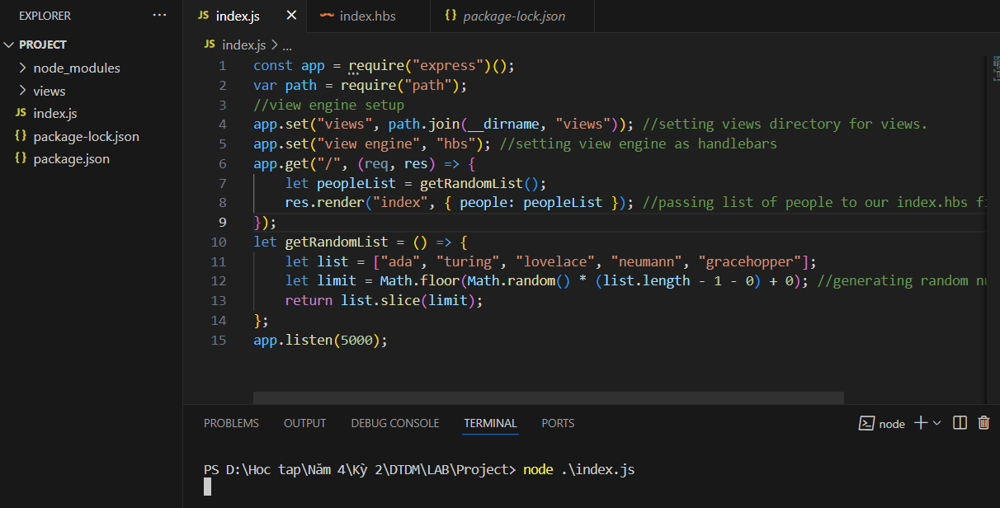 EXPLORER ...
PROJECT
node_modules
views
JS index.js
{} package-lock.json
{} package.json
JS index.js
index.hbs
{} package-lock.json
JS index.js > ...
1 const app = require("express")();
2 var path = require("path");
3 //view engine setup
4 app.set("views", path.join(__dirname, "views")); //setting views directory for views.
5 app.set("view engine", "hbs"); //setting view engine as handlebars
6 app.get("/", (req, res) => {
7     let peopleList = getRandomList();
8     res.render("index", { people: peopleList }); //passing list of people to our index.hbs fi
9 });
10 let getRandomList = () => {
11     let list = ["ada", "turing", "lovelace", "neumann", "gracehopper"];
12     let limit = Math.floor(Math.random() * (list.length - 1 - 0) + 0); //generating random nu
13     return list.slice(limit);
14 };
15 app.listen(5000);
PROBLEMS OUTPUT DEBUG CONSOLE TERMINAL PORTS node
PS D:\Hoc tap\Năm 4\Kỳ 2\DTDM\LAB\Project> node .\index.js